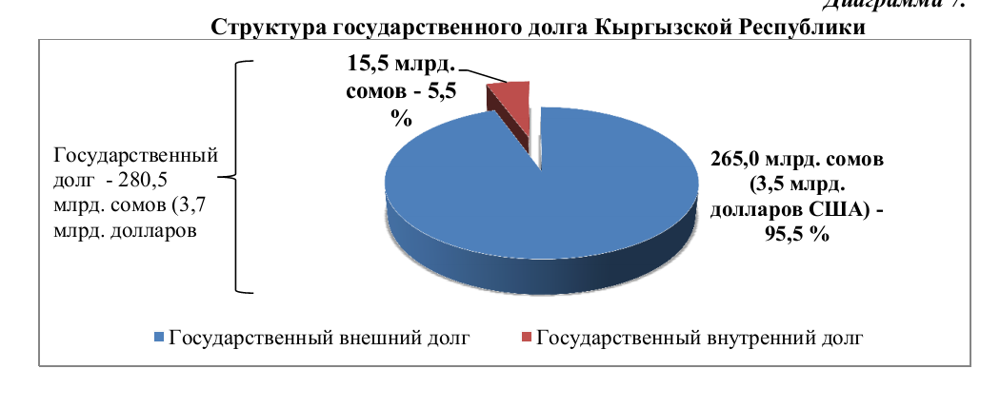 Диаграмма 7.
Структура государственного долга Кыргызской Республики
15,5 млрд.
сомов - 5,5
%
Государственный
долг - 280,5
млрд. сомов (3,7
млрд. долларов
265,0 млрд. сомов
(3,5 млрд.
долларов США) -
95,5 %
Государственный внешний долг
Государственный внутренний долг